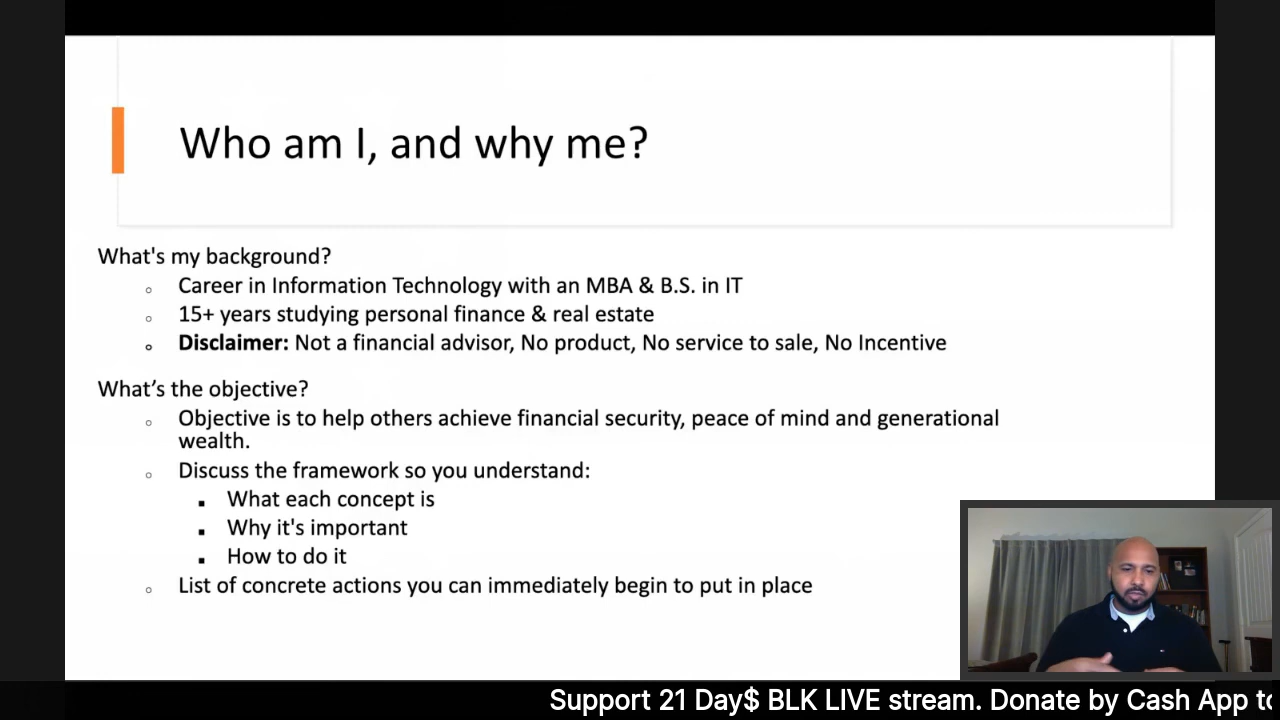 Who am I, and why me?
What's my background?
Career in Information Technology with an MBA & B.S. in IT
15+ years studying personal finance & real estate
Disclaimer: Not a financial advisor, No product, No service to sale, No Incentive
What’s the objective?
Objective is to help others achieve financial security, peace of mind and generational
wealth.
Discuss the framework so you understand:
What each concept is
Why it's important
How to do it
List of concrete actions you can immediately begin to put in place
Support 21 Day$ BLK LIVE stream. Donate by Cash App to